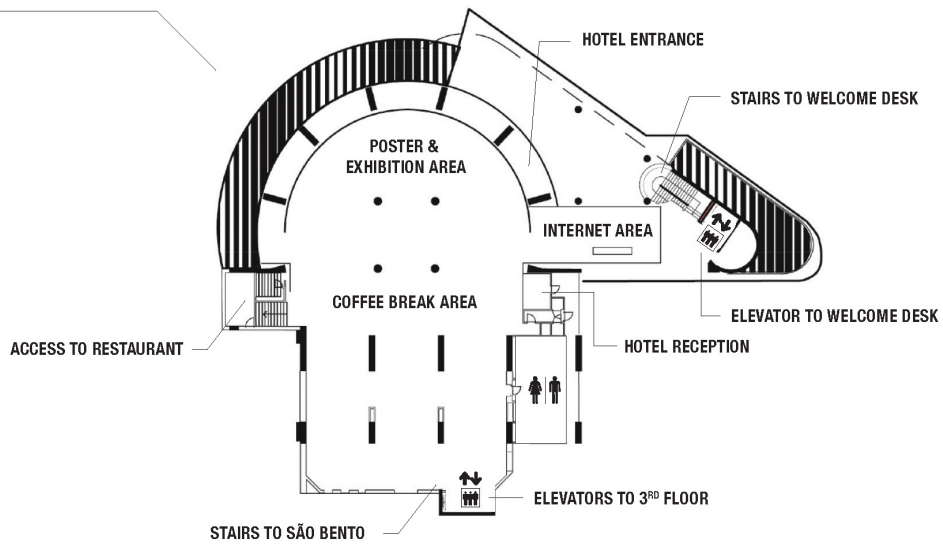 HOTEL ENTRANCE
STAIRS TO WELCOME DESK
POSTER &
EXHIBITION AREA
INTERNET AREA
COFFEE BREAK AREA
ELEVATOR TO WELCOME DESK
ACCESS TO RESTAURANT
HOTEL RECEPTION
ELEVATORS TO 3RD FLOOR
STAIRS TO SÃO BENTO